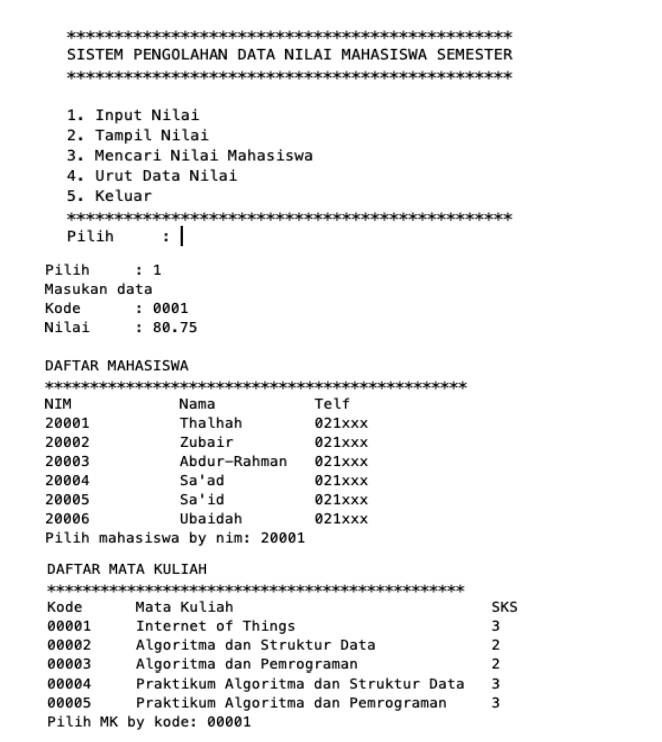 ***********************************************
SISTEM PENGOLAHAN DATA NILAI MAHASISWA SEMESTER
***********************************************
1. Input Nilai
2. Tampil Nilai
3. Mencari Nilai Mahasiswa
4. Urut Data Nilai
5. Keluar
***********************************************
Pilih     :
Pilih     : 1
Masukan data
Kode      : 0001
Nilai     : 80.75
DAFTAR MAHASISWA
***********************************************
NIM            Nama           Telf
20001          Thalhah        021xxx
20002          Zubair         021xxx
20003          Abdur-Rahman   021xxx
20004          Sa'ad          021xxx
20005          Sa'id          021xxx
20006          Ubaidah        021xxx
Pilih mahasiswa by nim: 20001
DAFTAR MATA KULIAH
***********************************************
Kode      Mata Kuliah                             SKS
00001     Internet of Things                      3
00002     Algoritma dan Struktur Data             2
00003     Algoritma dan Pemrograman               2
00004     Praktikum Algoritma dan Struktur Data   3
00005     Praktikum Algoritma dan Pemrograman     3
Pilih MK by kode: 00001